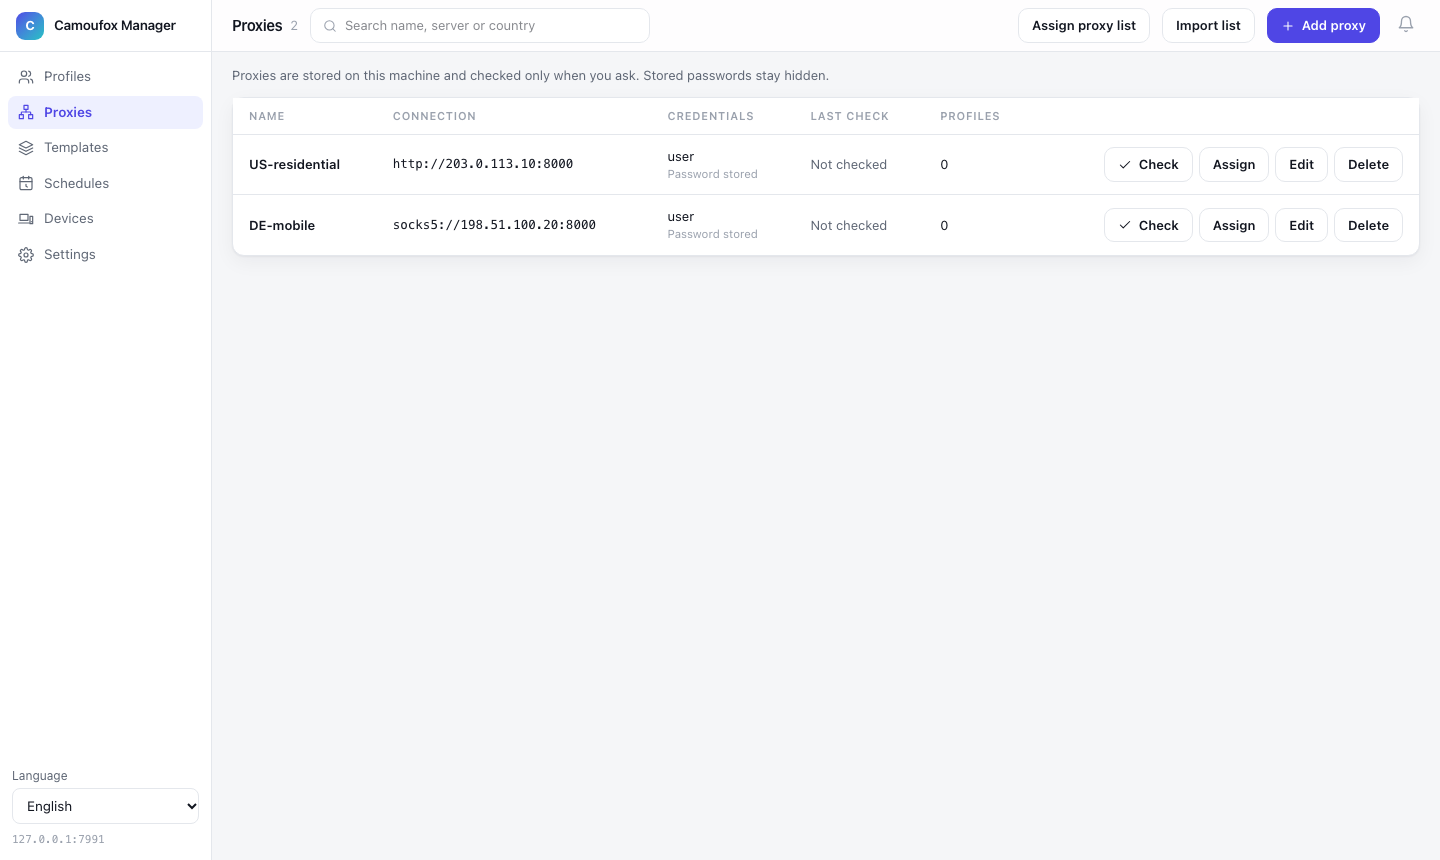 C Camoufox Manager
Profiles
Proxies
Templates
Schedules
Devices
Settings
Language
English
127.0.0.1:7991
Proxies 2 Search name, server or country Assign proxy list Import list + Add proxy
Proxies are stored on this machine and checked only when you ask. Stored passwords stay hidden.
NAME CONNECTION CREDENTIALS LAST CHECK PROFILES
US-residential http://203.0.113.10:8000 user Password stored Not checked 0 Check Assign Edit Delete
DE-mobile socks5://198.51.100.20:8000 user Password stored Not checked 0 Check Assign Edit Delete